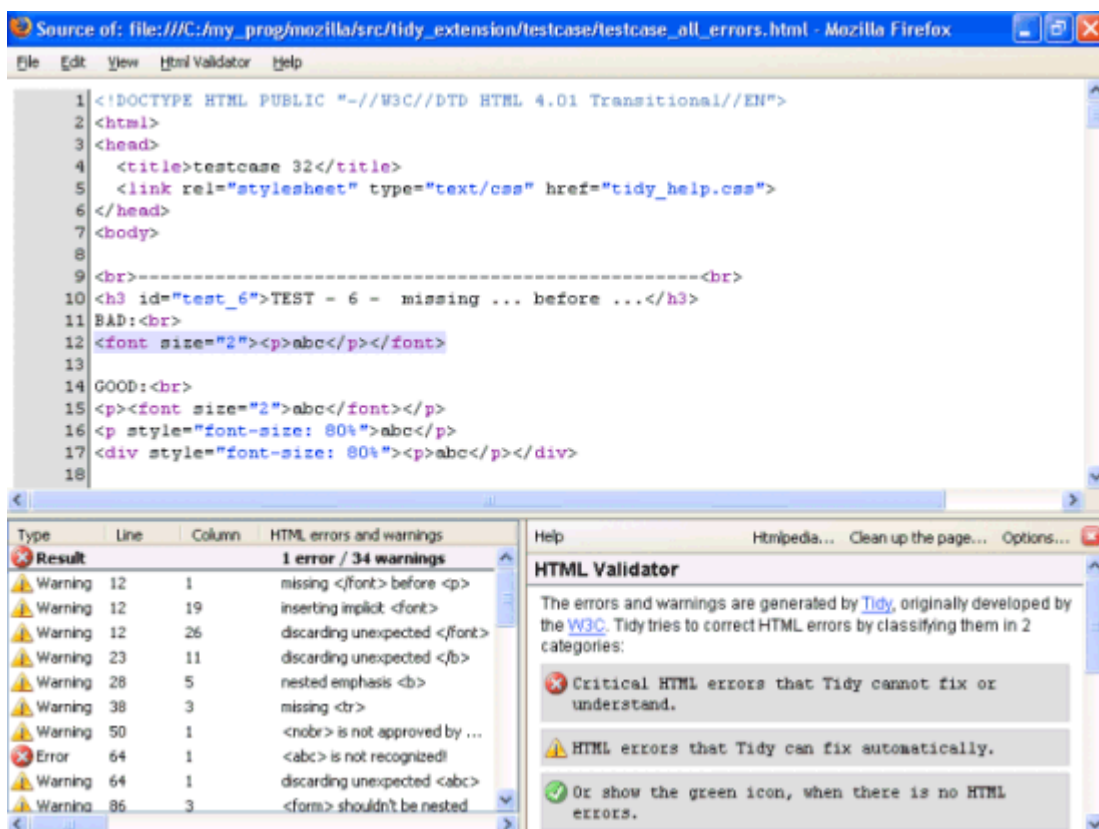 Source of: file:///C:/my_prog/mozilla/src/tidy_extension/testcase/testcase_all_errors.html - Mozilla Firefox
File Edit View Html Validator Help
1 <!DOCTYPE HTML PUBLIC "-//W3C//DTD HTML 4.01 Transitional//EN">
2 <html>
3 <head>
4 <title>testcase 32</title>
5 <link rel="stylesheet" type="text/css" href="tidy_help.css">
6 </head>
7 <body>
8
9 <br>---------------------------------------------------<br>
10 <h3 id="test_6">TEST - 6 -  missing ... before ...</h3>
11 BAD:<br>
12 <font size="2"><p>abc</p></font>
13
14 GOOD:<br>
15 <p><font size="2">abc</font></p>
16 <p style="font-size: 80%">abc</p>
17 <div style="font-size: 80%"><p>abc</p></div>
18
Type Line Column HTML errors and warnings
Result 1 error / 34 warnings
Warning 12 1 missing </font> before <p>
Warning 12 19 inserting implicit <font>
Warning 12 26 discarding unexpected </font>
Warning 23 11 discarding unexpected </b>
Warning 28 5 nested emphasis <b>
Warning 38 3 missing <tr>
Warning 50 1 <nobr> is not approved by ...
Error 64 1 <abc> is not recognized!
Warning 64 1 discarding unexpected <abc>
Warning 86 3 <form> shouldn't be nested
Help Htmlpedia... Clean up the page... Options...
HTML Validator
The errors and warnings are generated by Tidy, originally developed by
the W3C. Tidy tries to correct HTML errors by classifying them in 2
categories:
Critical HTML errors that Tidy cannot fix or
understand.
HTML errors that Tidy can fix automatically.
Or show the green icon, when there is no HTML
errors.